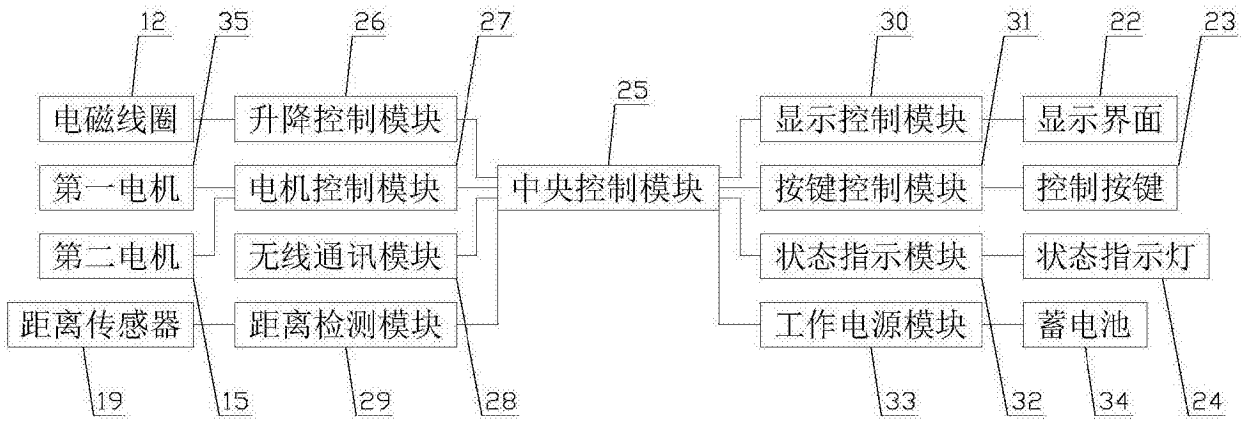 12 35 26 27 30 31 22 23
电磁线圈 升降控制模块 25 显示控制模块 显示界面
第一电机 电机控制模块 中央控制模块 按键控制模块 控制按键
第二电机 无线通讯模块 状态指示模块 状态指示灯
距离传感器 距离检测模块 工作电源模块 蓄电池
19 15 29 28 33 32 34 24